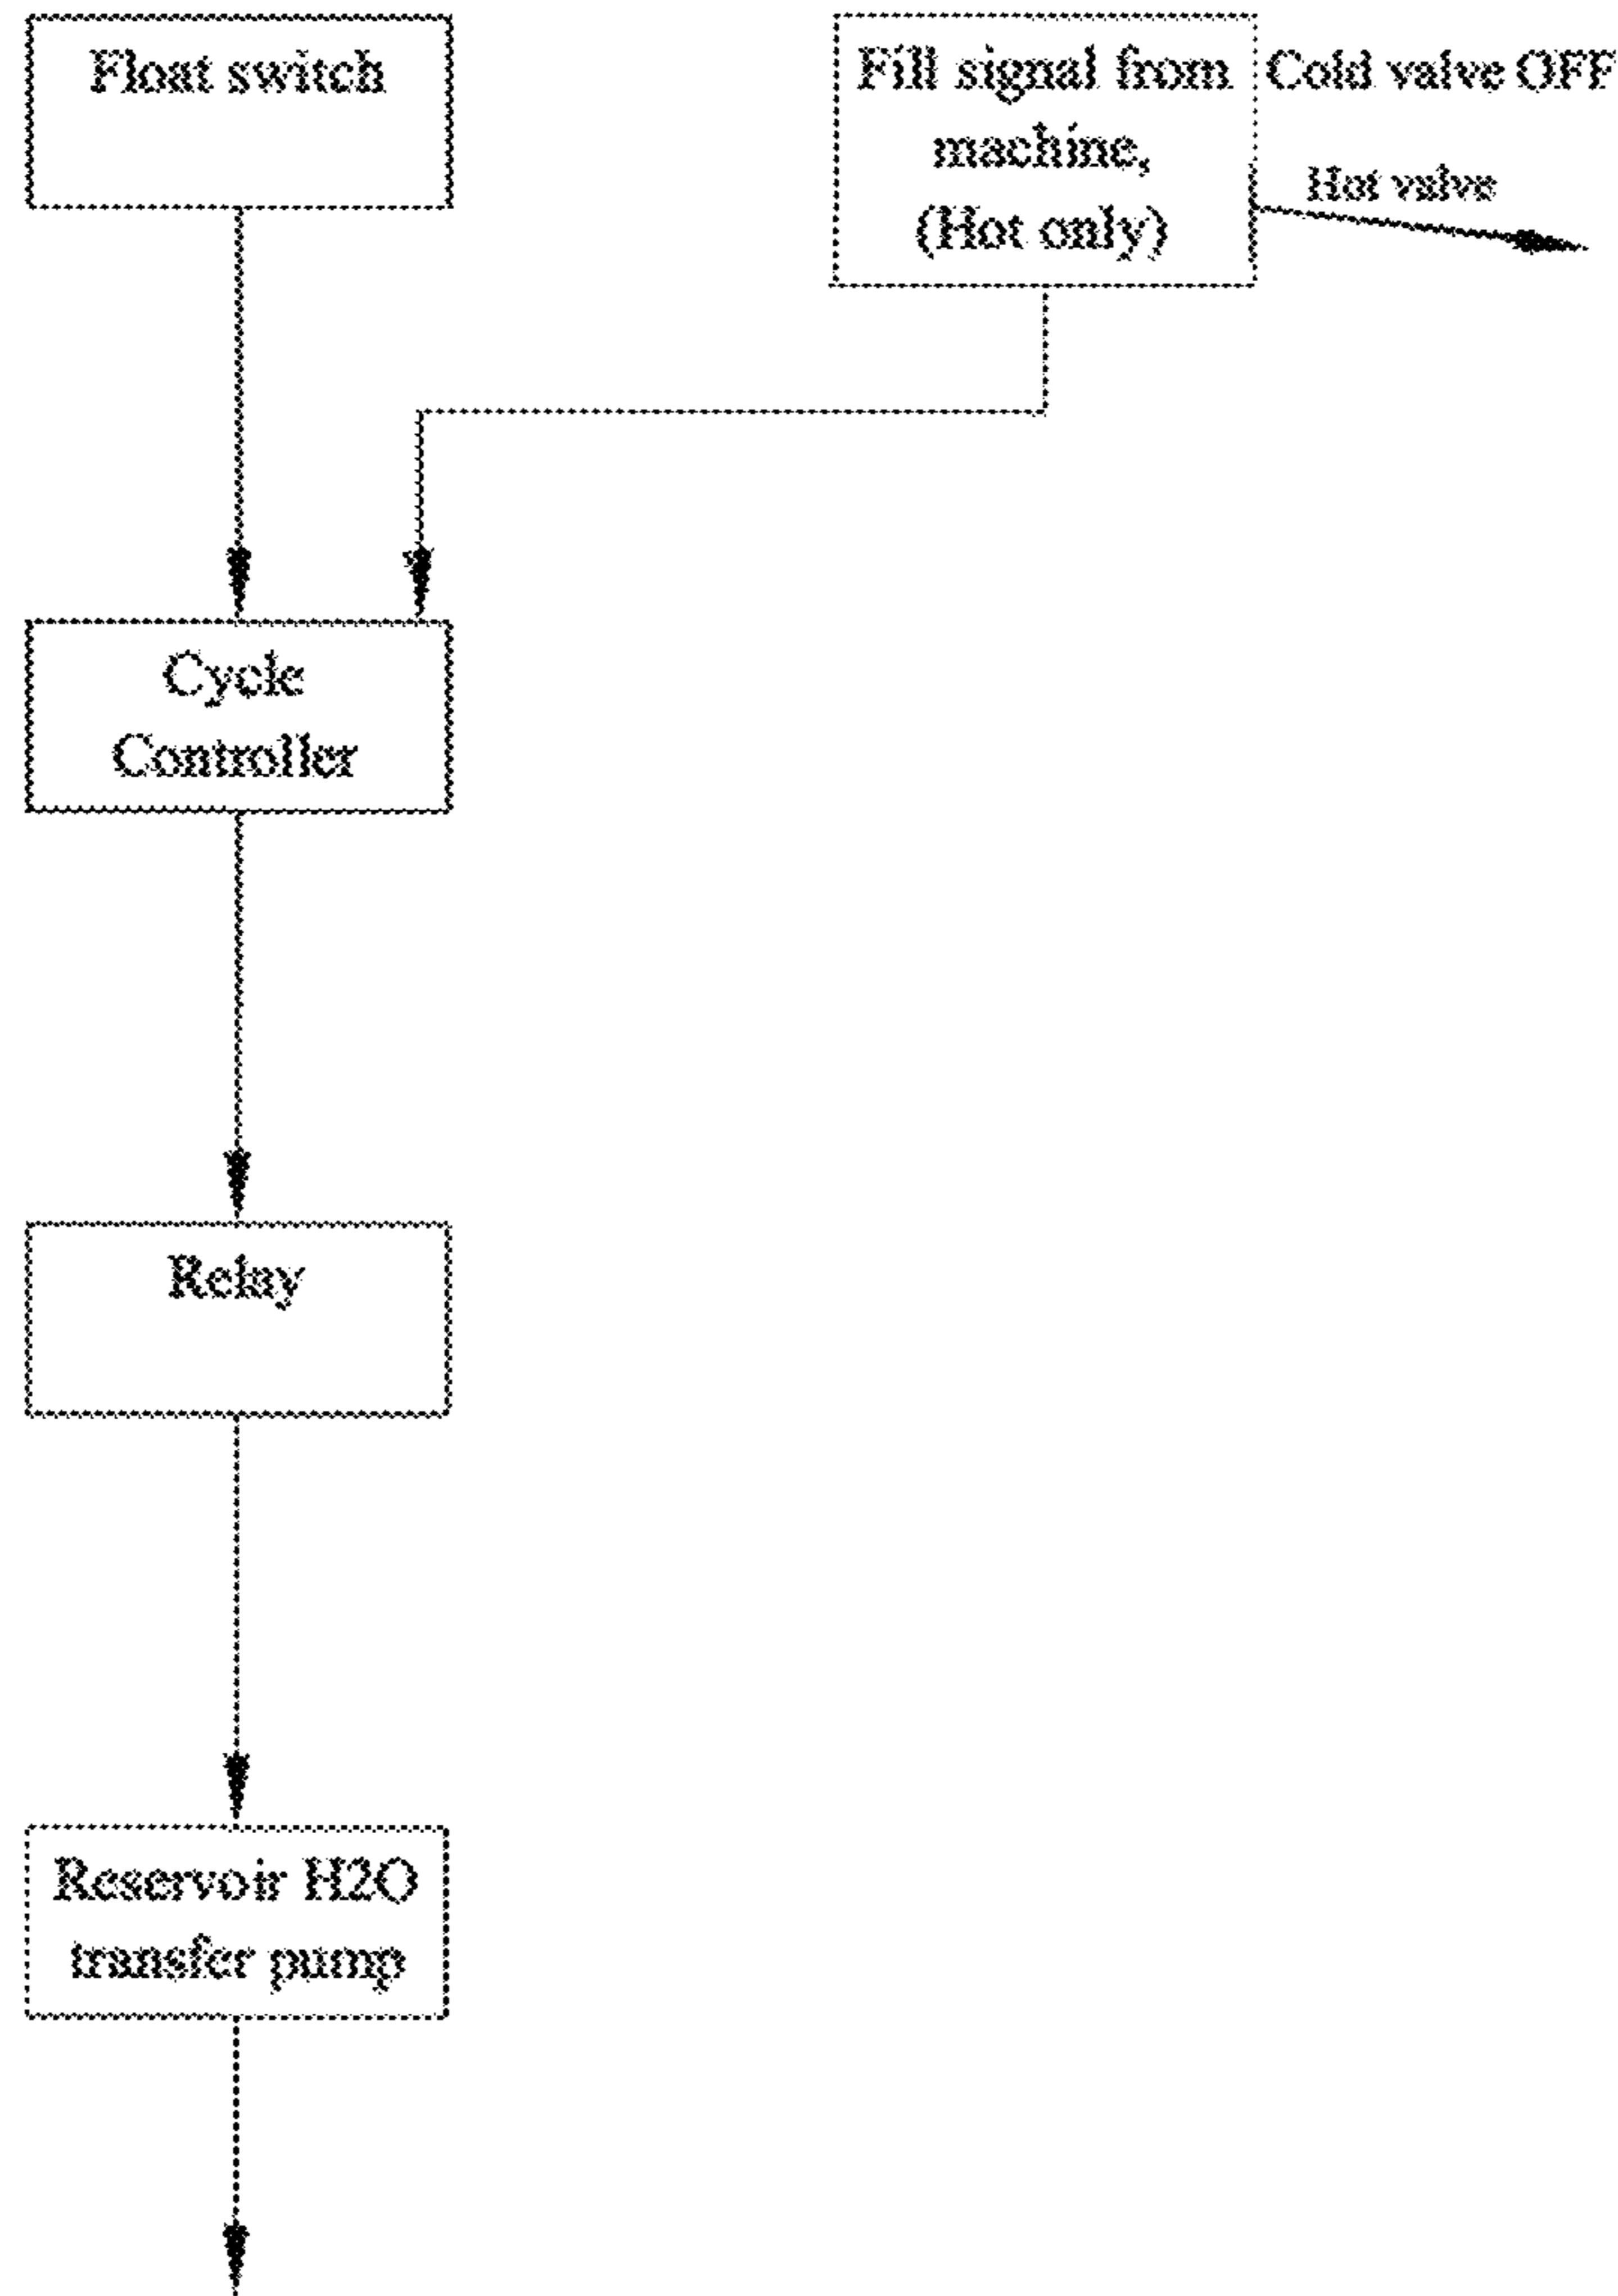 Float switch
Fill signal from
machine,
(Hot only)
Cold valve OFF
Hot valve
Cycle
Controller
Relay
Reservoir H2O
transfer pump